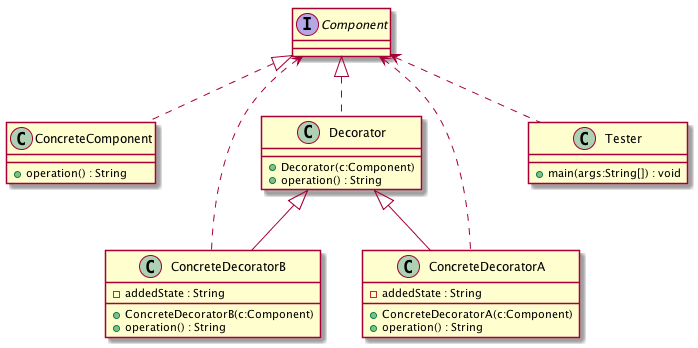 I Component
C ConcreteComponent
operation() : String
C Decorator
Decorator(c:Component)
operation() : String
C Tester
main(args:String[]) : void
C ConcreteDecoratorB
addedState : String
ConcreteDecoratorB(c:Component)
operation() : String
C ConcreteDecoratorA
addedState : String
ConcreteDecoratorA(c:Component)
operation() : String